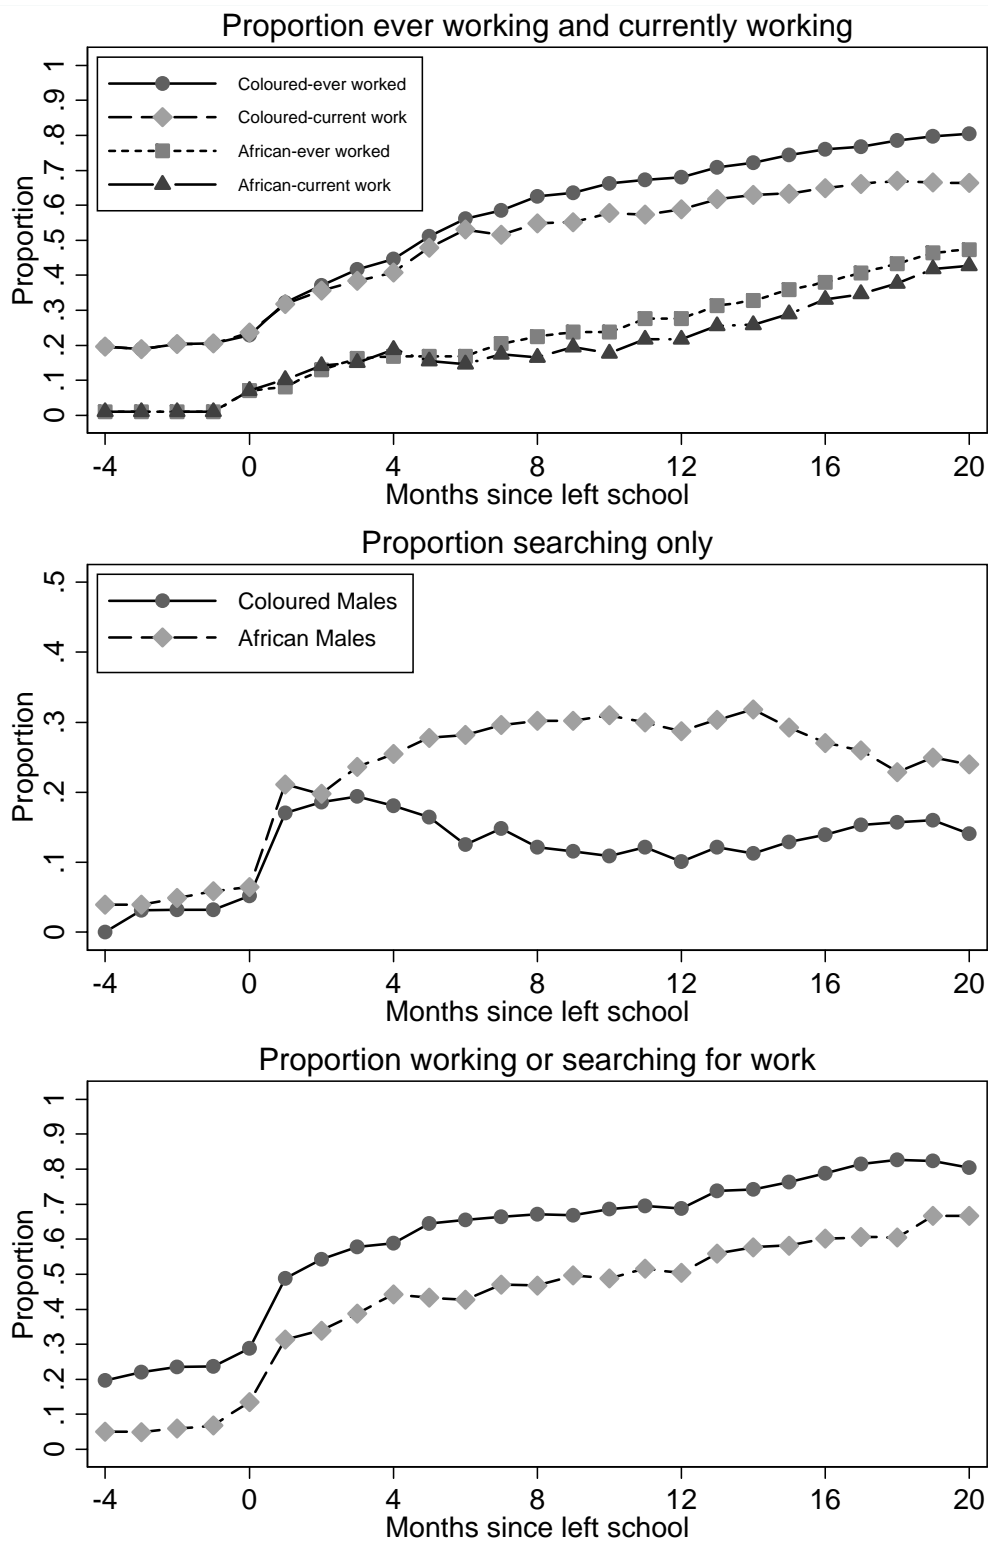 Proportion ever working and currently working
Coloured-ever worked
Coloured-current work
African-ever worked
African-current work
Proportion
0 .1 .2 .3 .4 .5 .6 .7 .8 .9 1
-4 0 4 8 12 16 20
Months since left school
Proportion searching only
Coloured Males
African Males
Proportion
0 .1 .2 .3 .4 .5
-4 0 4 8 12 16 20
Months since left school
Proportion working or searching for work
Proportion
0 .1 .2 .3 .4 .5 .6 .7 .8 .9 1
-4 0 4 8 12 16 20
Months since left school